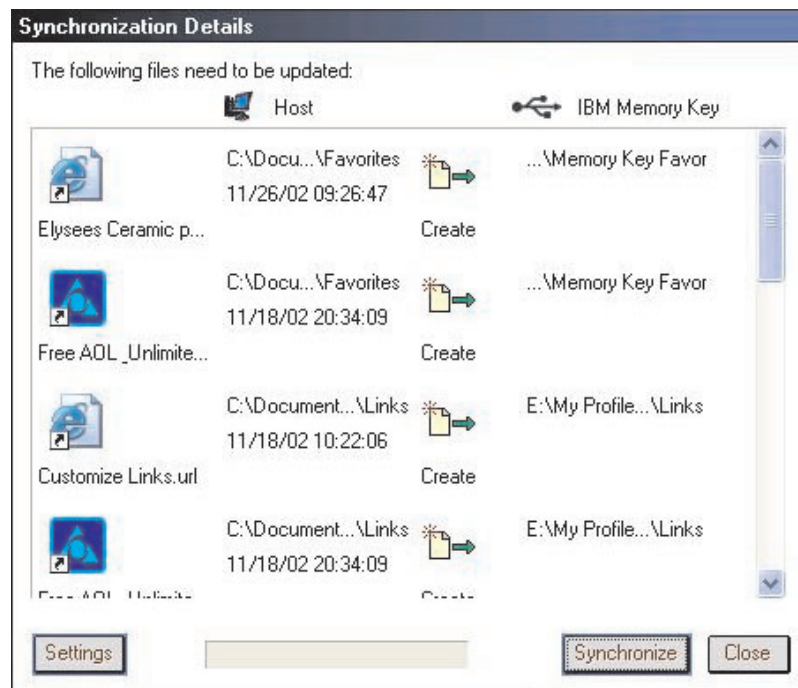 Synchronization Details
The following files need to be updated:
Host
IBM Memory Key
C:\Docu...\Favorites
...\Memory Key Favor
11/26/02 09:26:47
Elysees Ceramic p...
Create
C:\Docu...\Favorites
...\Memory Key Favor
11/18/02 20:34:09
Free AOL _Unlimite...
Create
C:\Document...\Links
E:\My Profile...\Links
11/18/02 10:22:06
Customize Links.url
Create
C:\Document...\Links
E:\My Profile...\Links
11/18/02 20:34:09
Settings
Synchronize
Close